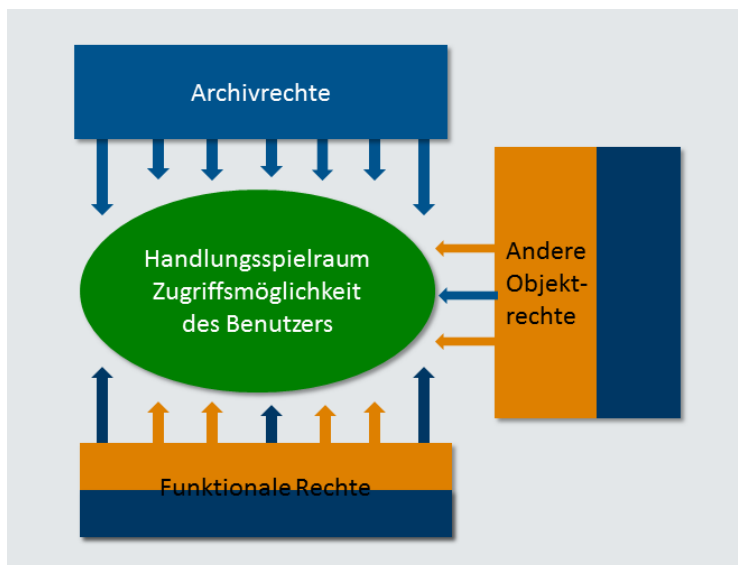 Archivrechte
Handlungsspielraum
Zugriffsmöglichkeit
des Benutzers
Andere
Objekt-
rechte
Funktionale Rechte